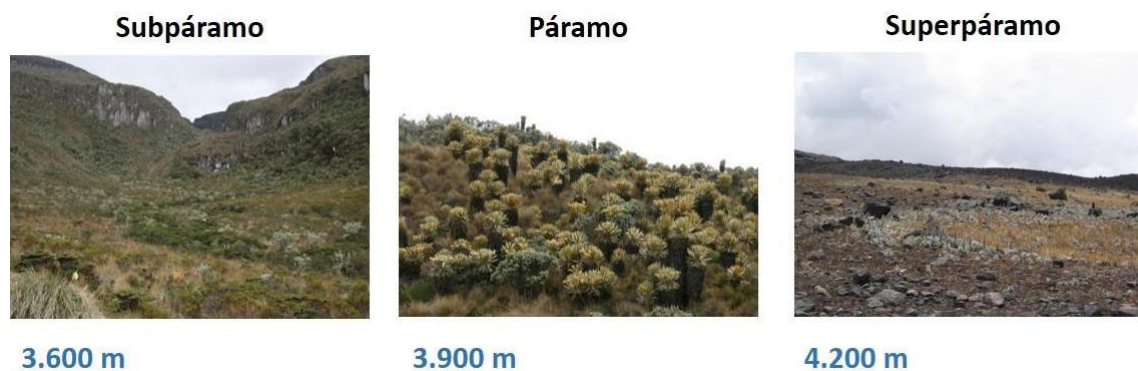 Subpáramo
Páramo
Superpáramo
3.600 m
3.900 m
4.200 m